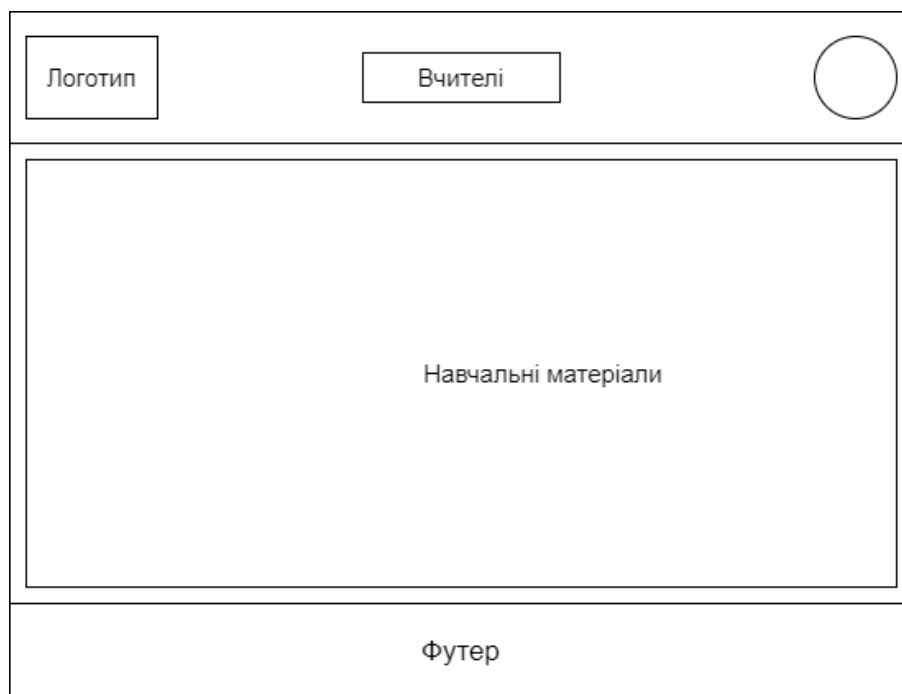 Логотип
Вчителі
Навчальні матеріали
Футер